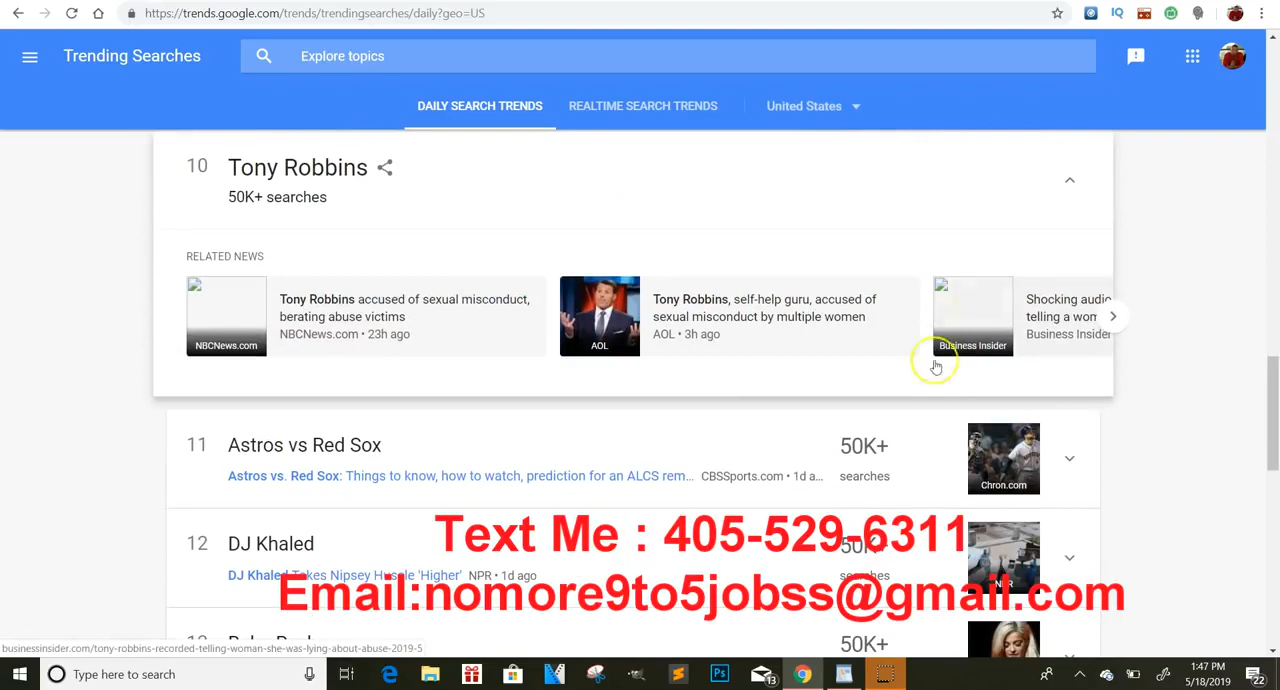 https://trends.google.com/trends/trendingsearches/daily?geo=US
Trending Searches
Explore topics
DAILY SEARCH TRENDS
REALTIME SEARCH TRENDS
United States
10
Tony Robbins
50K+ searches
RELATED NEWS
NBCNews.com
Tony Robbins accused of sexual misconduct,
berating abuse victims
NBCNews.com • 23h ago
AOL
Tony Robbins, self-help guru, accused of
sexual misconduct by multiple women
AOL • 3h ago
Business Insider
Shocking audio
telling a wom
Business Insider
11
Astros vs Red Sox
Astros vs. Red Sox: Things to know, how to watch, prediction for an ALCS rem... CBSSports.com • 1d a...
50K+
searches
Chron.com
12
DJ Khaled
DJ Khaled Takes Nipsey Hussle 'Higher' NPR • 1d ago
50K+
searches
NPR
Text Me : 405-529-6311
Email:nomore9to5jobss@gmail.com
50K+
businessinsider.com/tony-robbins-recorded-telling-woman-she-was-lying-about-abuse-2019-5
Type here to search
13
1:47 PM
5/18/2019
22